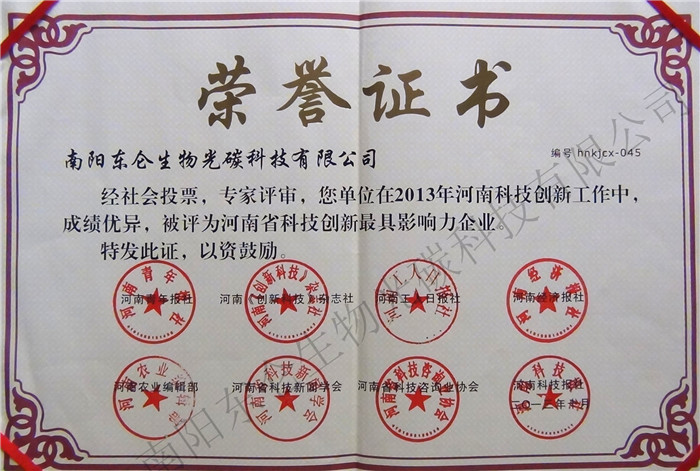 荣誉证书
南阳东仑生物光碳科技有限公司
编号hnkjcx-045
经社会投票，专家评审，您单位在2013年河南科技创新工作中，
成绩优异，被评为河南省科技创新最具影响力企业。
特发此证，以资鼓励。
河南青年报社 河南《创新科技》杂志社 河南工人日报社 河南经济报社
河南农业编辑部 河南省科技新闻学会 河南省科技咨询业协会 河南科技报社
南阳东仑生物光碳科技有限公司